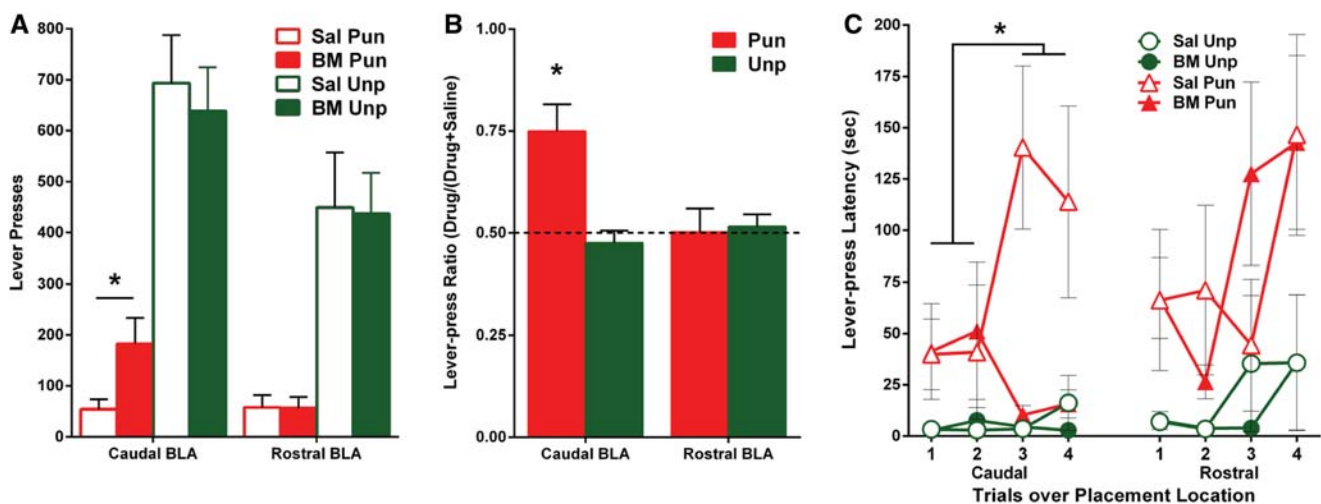 A
Lever Presses
800
700
600
500
400
300
200
100
0
Sal Pun
BM Pun
Sal Unp
BM Unp
*
Caudal BLA
Rostral BLA
B
Lever-press Ratio (Drug/(Drug+Saline)
1.00
0.75
0.50
0.25
0.00
Pun
Unp
*
Caudal BLA
Rostral BLA
C
Lever-press Latency (sec)
200
175
150
125
100
75
50
25
0
*
Sal Unp
BM Unp
Sal Pun
BM Pun
1 2 3 4
1 2 3 4
Caudal
Rostral
Trials over Placement Location